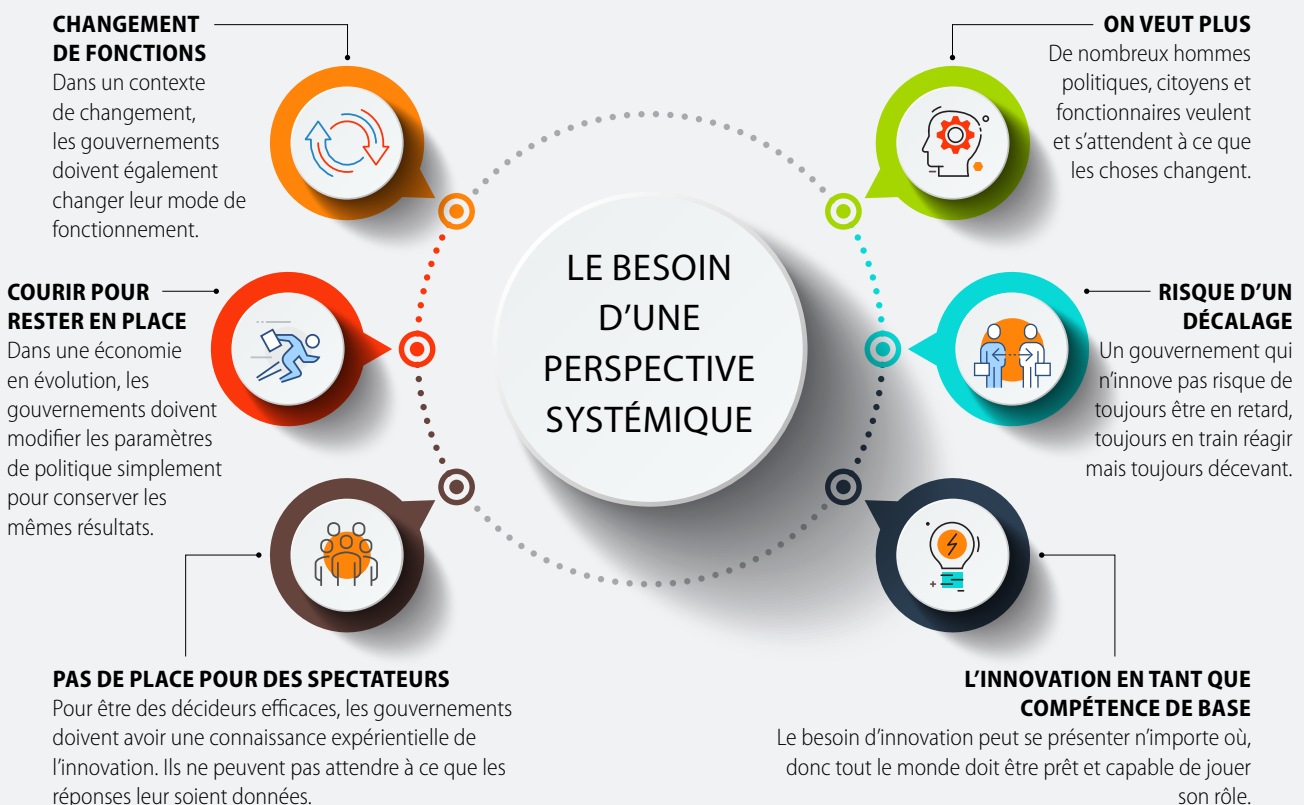 CHANGEMENT
DE FONCTIONS
Dans un contexte
de changement,
les gouvernements
doivent également
changer leur mode de
fonctionnement.
COURIR POUR
RESTER EN PLACE
Dans une économie
en évolution, les
gouvernements doivent
modifier les paramètres
de politique simplement
pour conserver les
mêmes résultats.
PAS DE PLACE POUR DES SPECTATEURS
Pour être des décideurs efficaces, les gouvernements
doivent avoir une connaissance expérientielle de
l’innovation. Ils ne peuvent pas attendre à ce que les
réponses leur soient données.
LE BESOIN
D’UNE
PERSPECTIVE
SYSTÉMIQUE
ON VEUT PLUS
De nombreux hommes
politiques, citoyens et
fonctionnaires veulent
et s’attendent à ce que
les choses changent.
RISQUE D’UN
DÉCALAGE
Un gouvernement qui
n’innove pas risque de
toujours être en retard,
toujours en train réagir
mais toujours décevant.
L’INNOVATION EN TANT QUE
COMPÉTENCE DE BASE
Le besoin d’innovation peut se présenter n’importe où,
donc tout le monde doit être prêt et capable de jouer
son rôle.